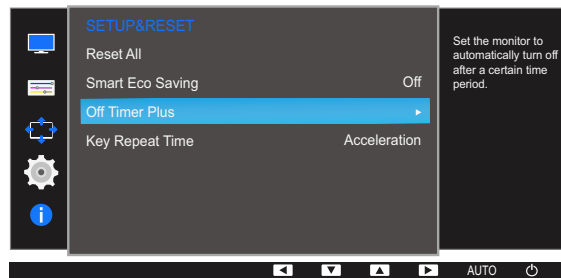 SETUP&RESET
Reset All
Smart Eco Saving Off
Off Timer Plus
Key Repeat Time Acceleration
Set the monitor to
automatically turn off
after a certain time
period.
AUTO